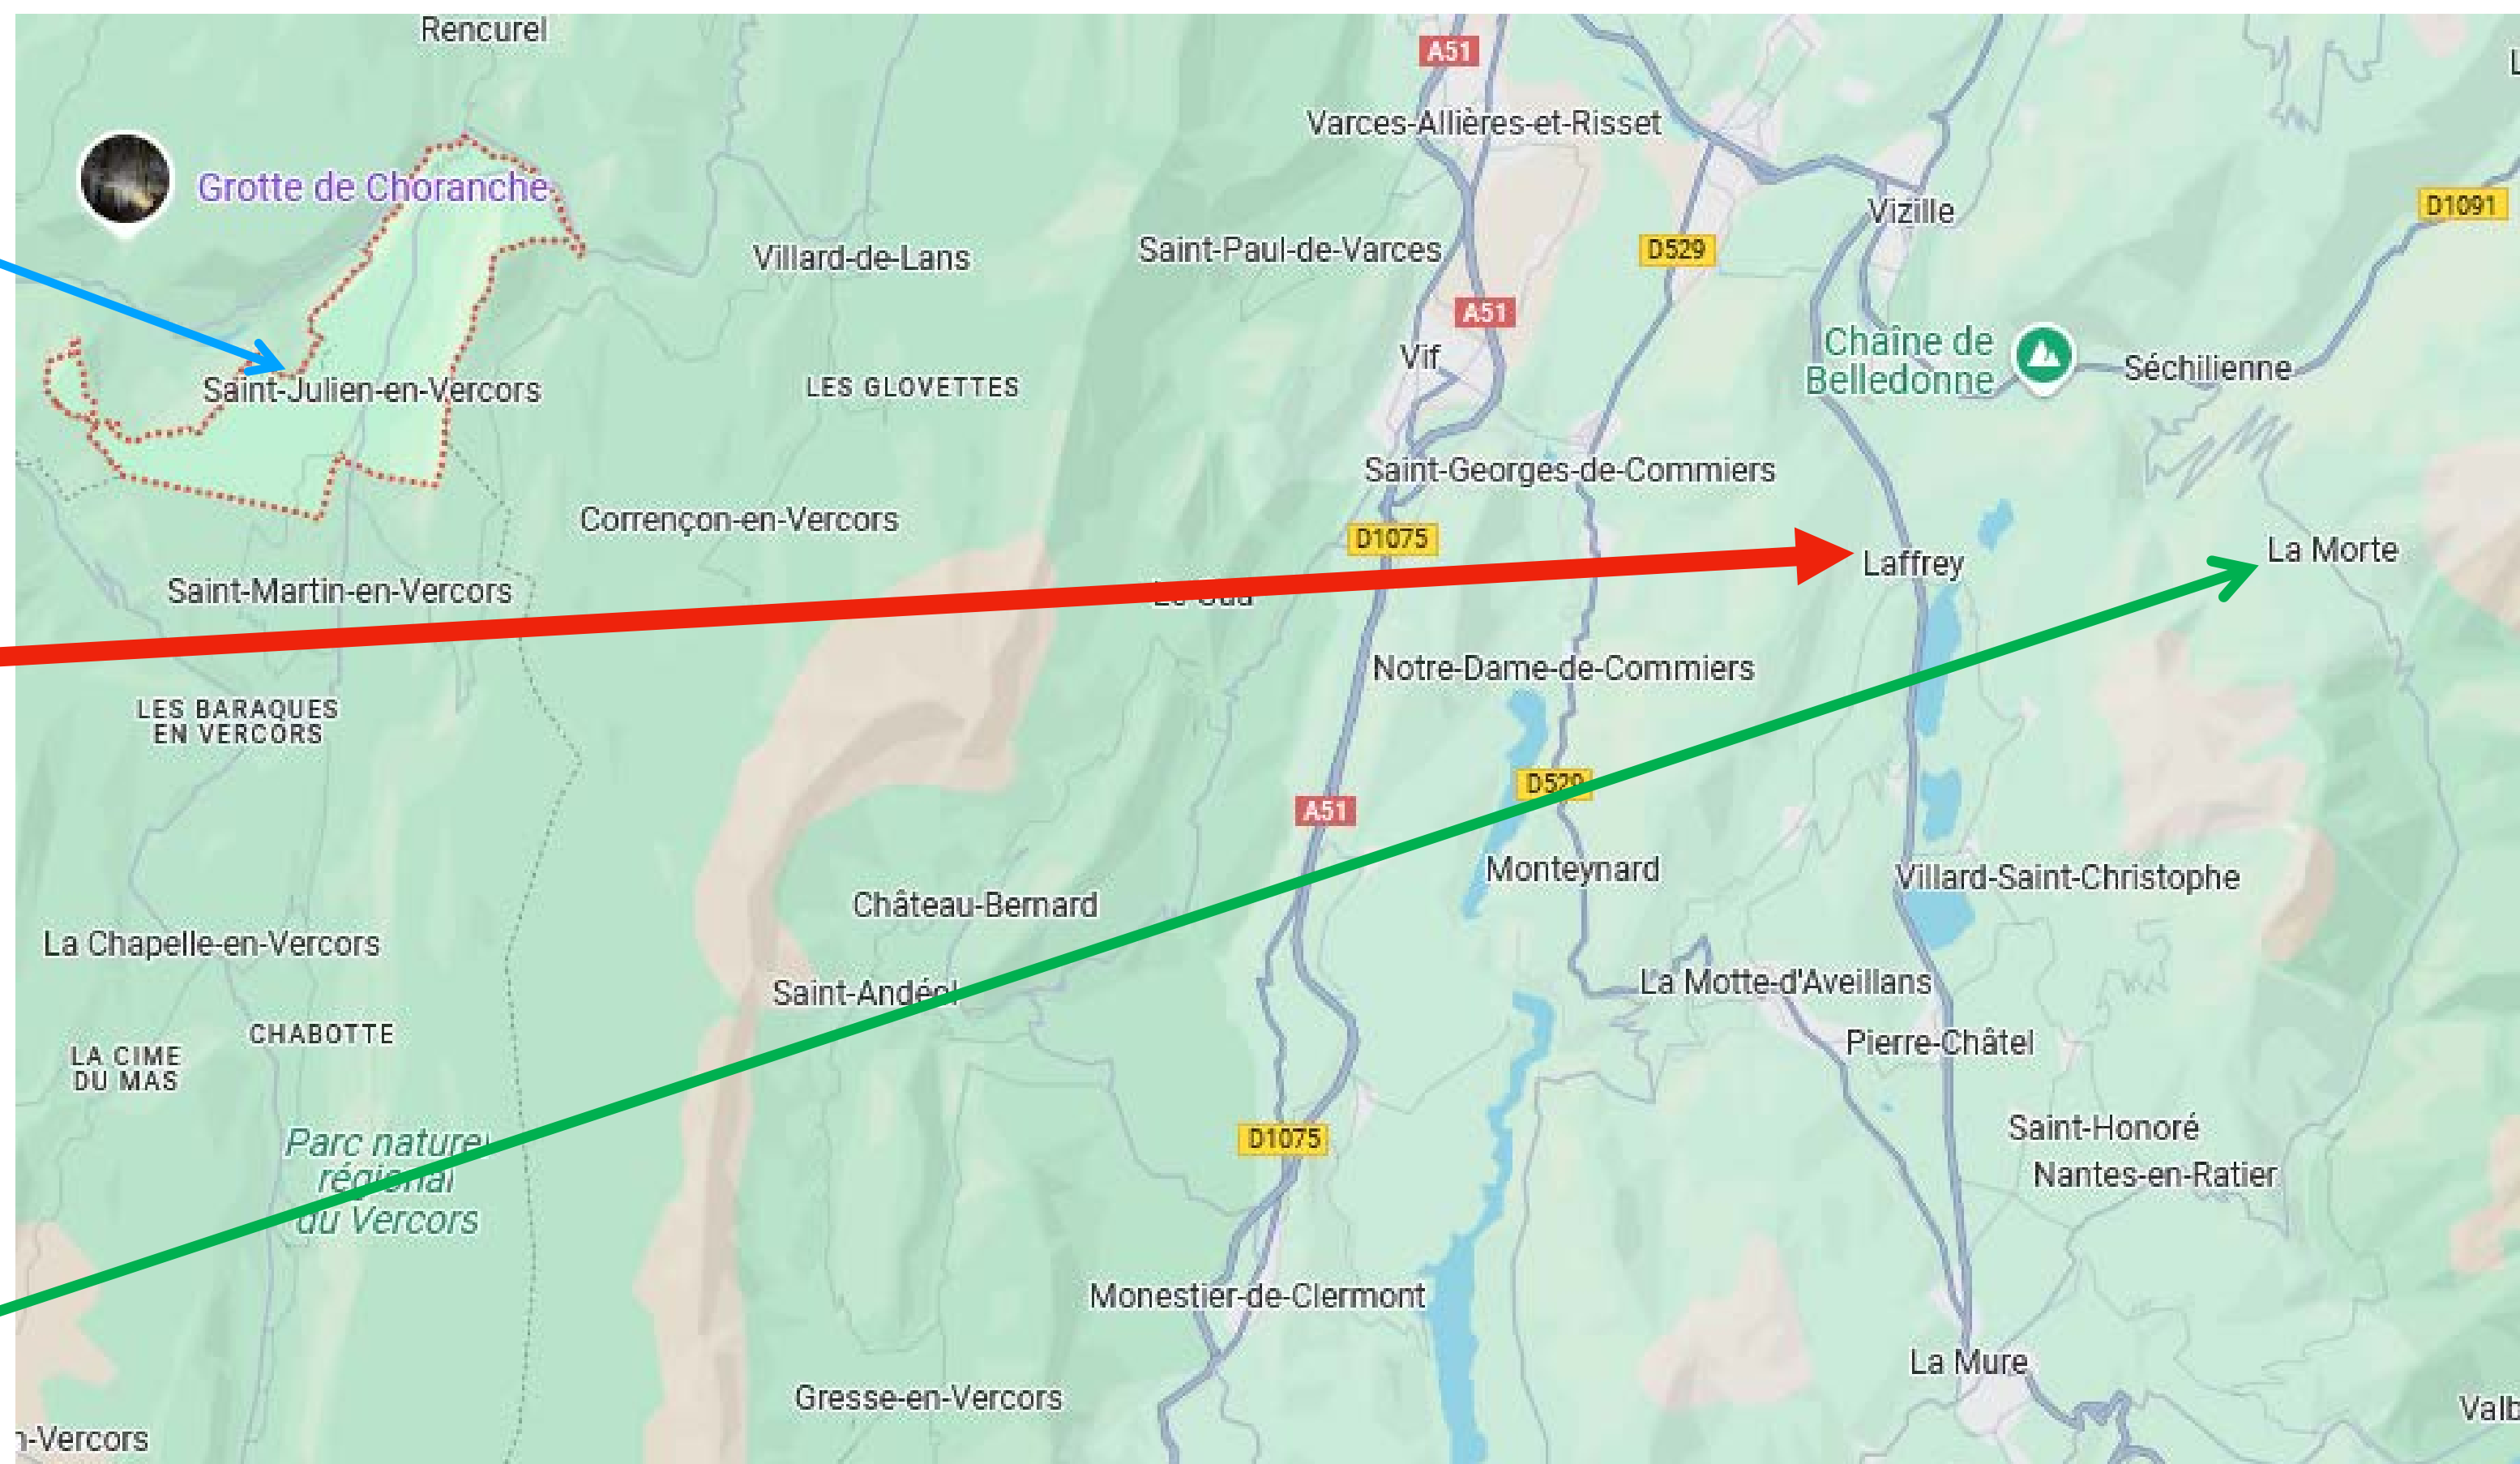 Rencurel
A51
L
Varces-Allières-et-Risset
Grotte de Choranche
D1091
Vizille
Villard-de-Lans
Saint-Paul-de-Varces
D529
A51
Chaîne de
Belledonne
Séchilienne
Vif
Saint-Julien-en-Vercors
LES GLOVETTES
Saint-Georges-de-Commiers
Corrençon-en-Vercors
D1075
La Morte
Laffrey
Saint-Martin-en-Vercors
Notre-Dame-de-Commiers
LES BARAQUES
EN VERCORS
D529
A51
Monteynard
Villard-Saint-Christophe
Château-Bernard
La Chapelle-en-Vercors
La Motte-d'Aveillans
Saint-Andéol
CHABOTTE
Pierre-Châtel
LA CIME
DU MAS
Saint-Honoré
D1075
Parc naturel
régional
du Vercors
Nantes-en-Ratier
Monestier-de-Clermont
La Mure
Gresse-en-Vercors
Valb
n-Vercors